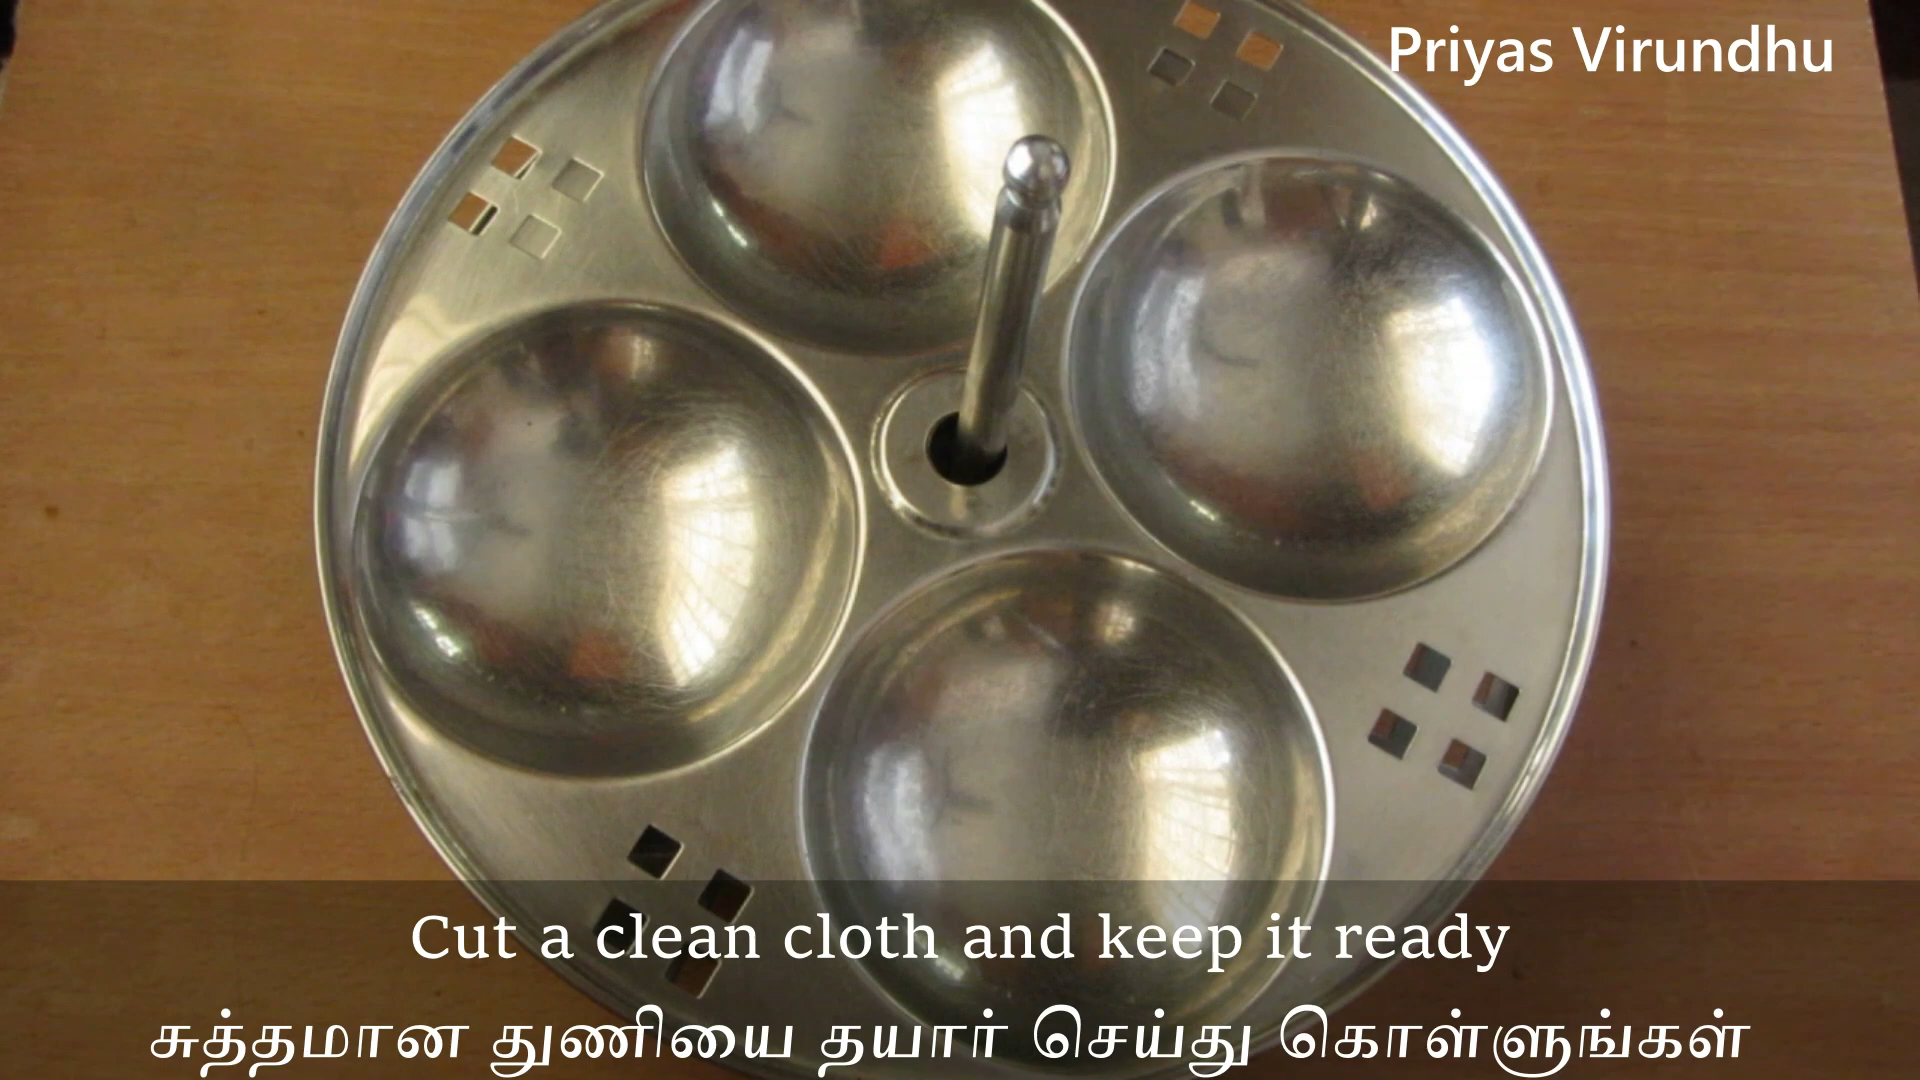 Priyas Virundhu
Cut a clean cloth and keep it ready
சுத்தமான துணியை தயார் செய்து கொள்ளுங்கள்